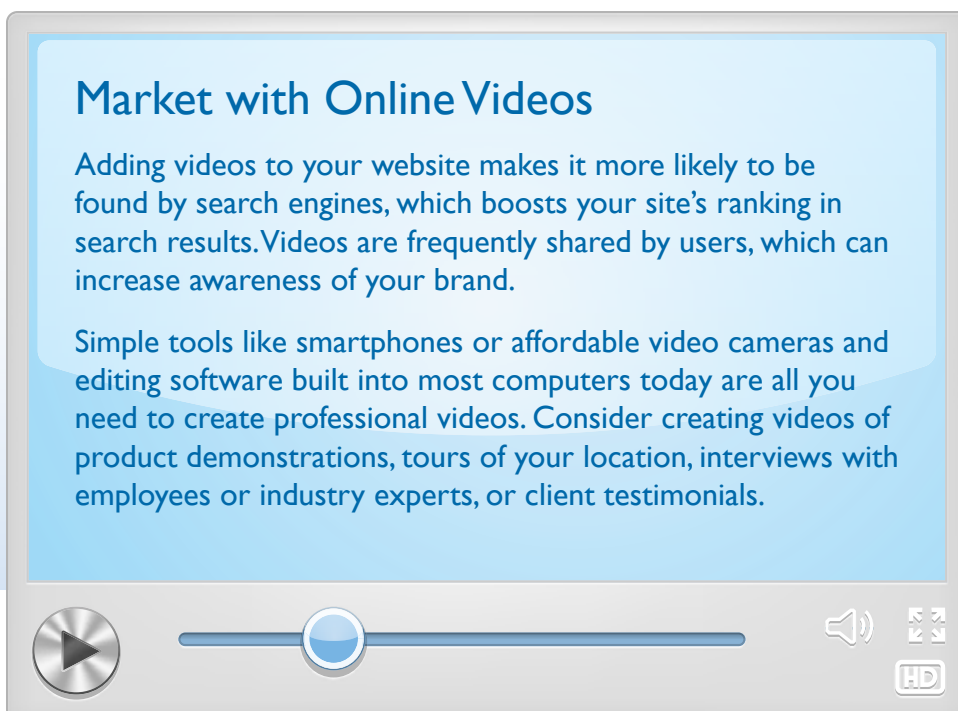 Market with Online Videos
Adding videos to your website makes it more likely to be
found by search engines, which boosts your site’s ranking in
search results. Videos are frequently shared by users, which can
increase awareness of your brand.
Simple tools like smartphones or affordable video cameras and
editing software built into most computers today are all you
need to create professional videos. Consider creating videos of
product demonstrations, tours of your location, interviews with
employees or industry experts, or client testimonials.
HD